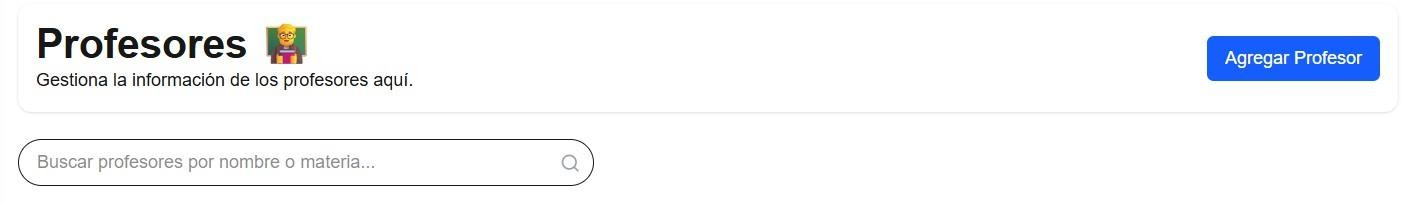 Profesores
Gestiona la información de los profesores aquí.
Agregar Profesor
Buscar profesores por nombre o materia...